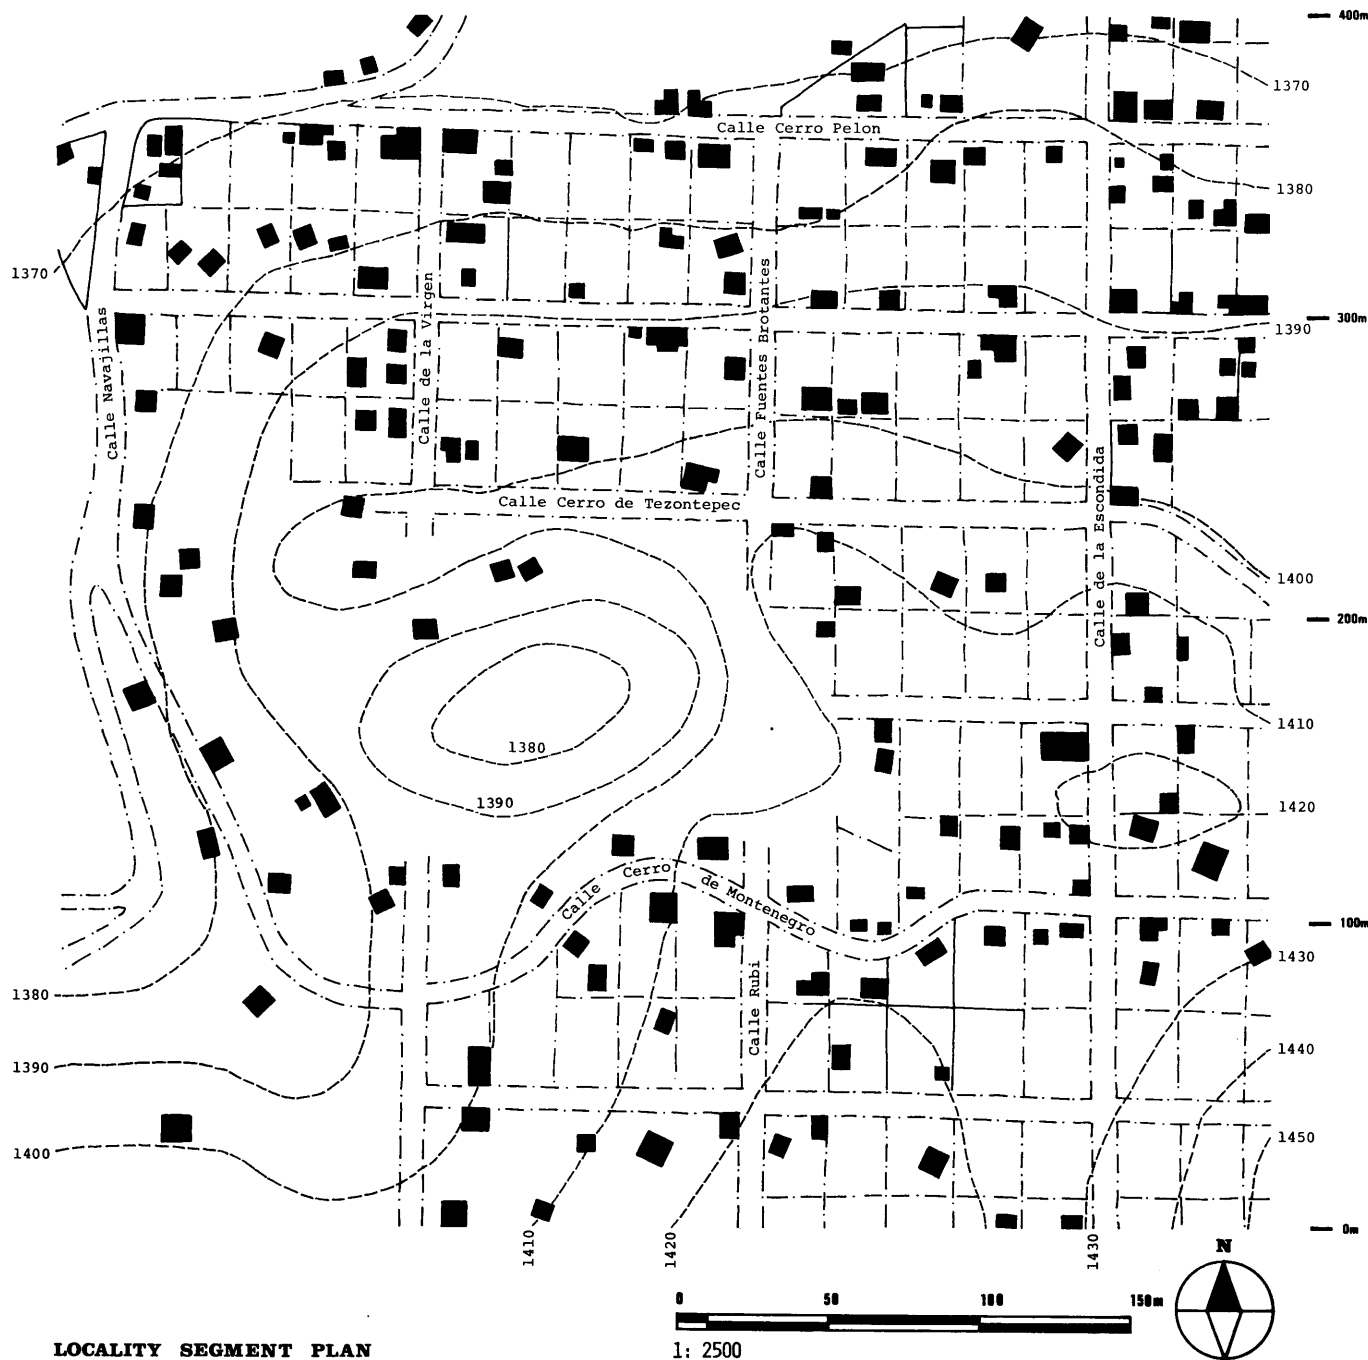 400m
1370
Calle Cerro Pelon
1380
1370
Calle Navajillas
Calle de la Virgen
Calle Fuentes Brotantes
300m
1390
Calle Cerro de Tezontepec
Calle de la Escondida
1400
200m
1410
1380
1390
1420
Calle Cerro de Montenegro
100m
1430
Calle Rubi
1380
1440
1390
1450
1400
0m
1410
1420
1430
N
0 50 100 150m
LOCALITY SEGMENT PLAN
1: 2500